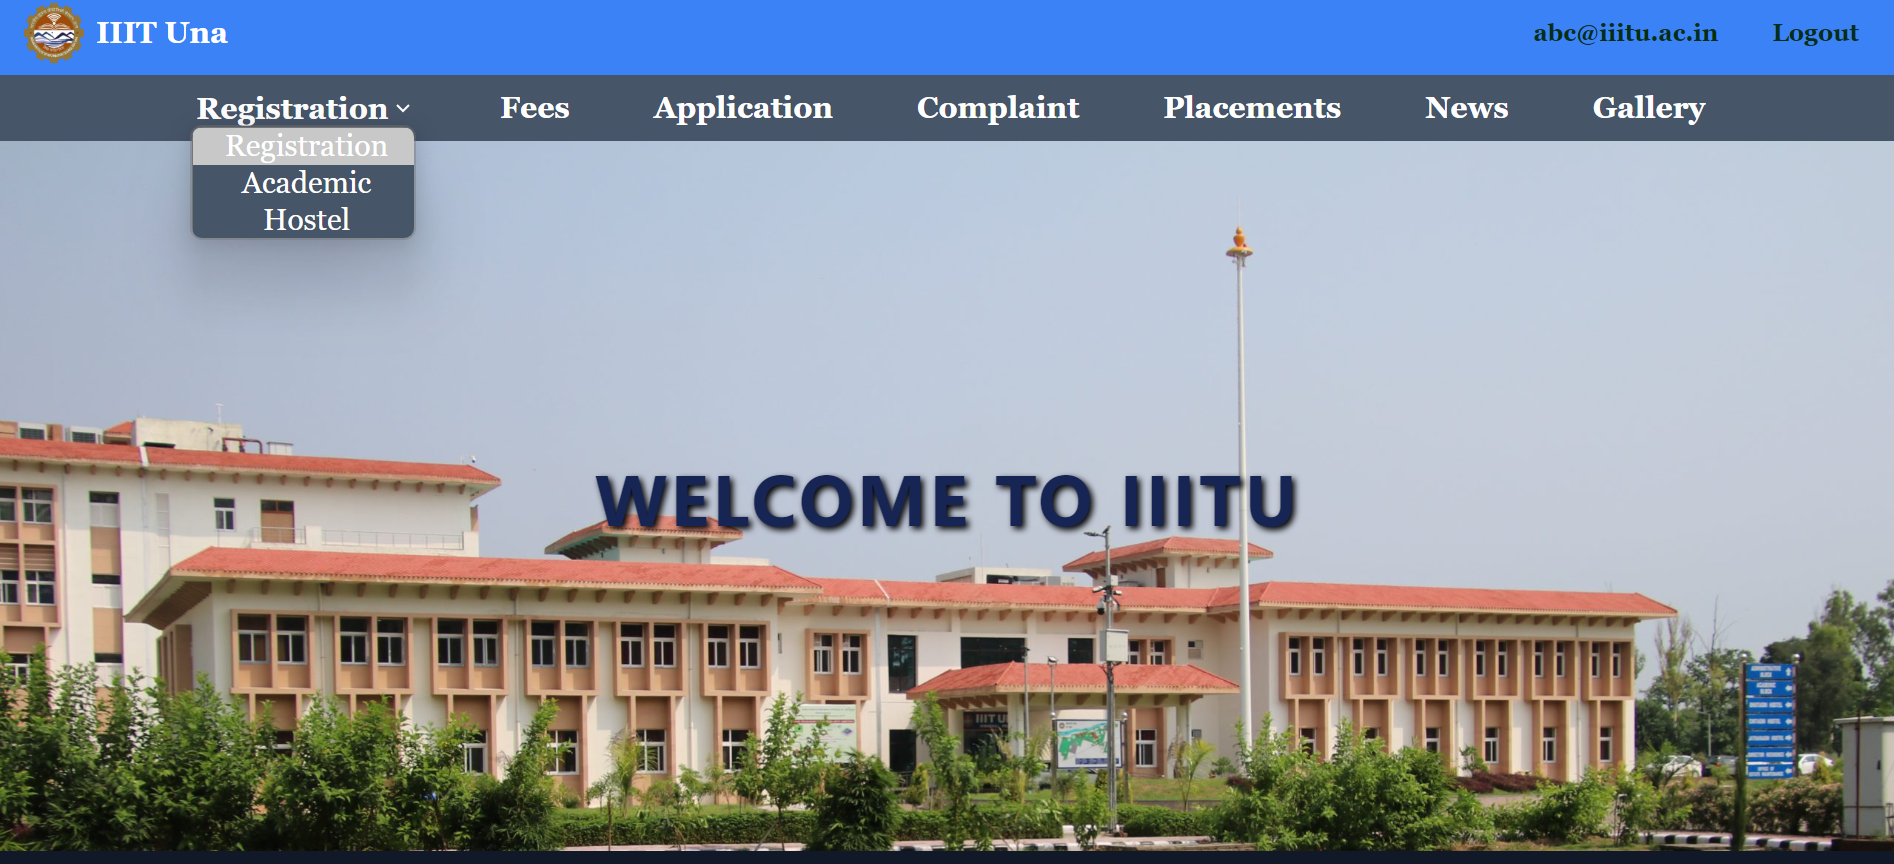 IIIT Una
abc@iiitu.ac.in Logout
Registration Fees Application Complaint Placements News Gallery
Registration
Academic
Hostel
WELCOME TO IIITU
IIIT U